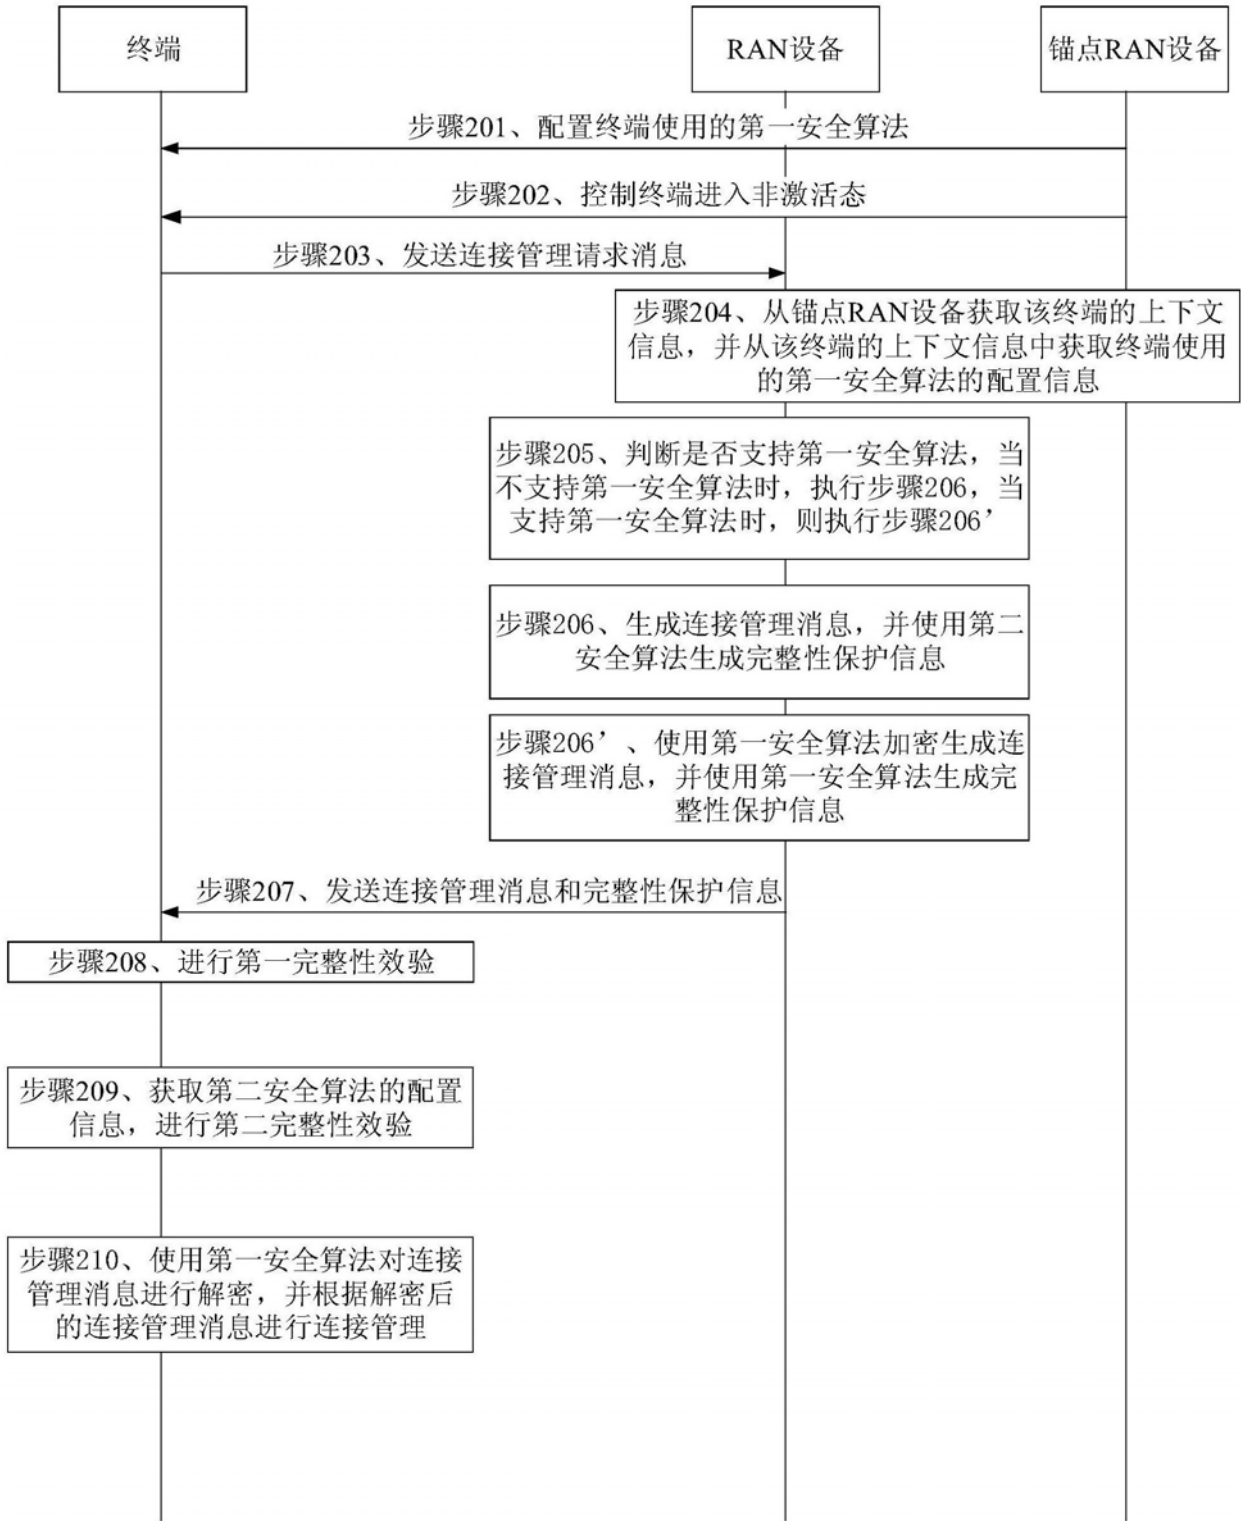 终端
RAN设备
锚点RAN设备
步骤201、配置终端使用的第一安全算法
步骤202、控制终端进入非激活态
步骤203、发送连接管理请求消息
步骤204、从锚点RAN设备获取该终端的上下文
信息，并从该终端的上下文信息中获取终端使用
的第一安全算法的配置信息
步骤205、判断是否支持第一安全算法，当
不支持第一安全算法时，执行步骤206，当
支持第一安全算法时，则执行步骤206’
步骤206、生成连接管理消息，并使用第二
安全算法生成完整性保护信息
步骤206’、使用第一安全算法加密生成连
接管理消息，并使用第一安全算法生成完
整性保护信息
步骤207、发送连接管理消息和完整性保护信息
步骤208、进行第一完整性效验
步骤209、获取第二安全算法的配置
信息，进行第二完整性效验
步骤210、使用第一安全算法对连接
管理消息进行解密，并根据解密后
的连接管理消息进行连接管理